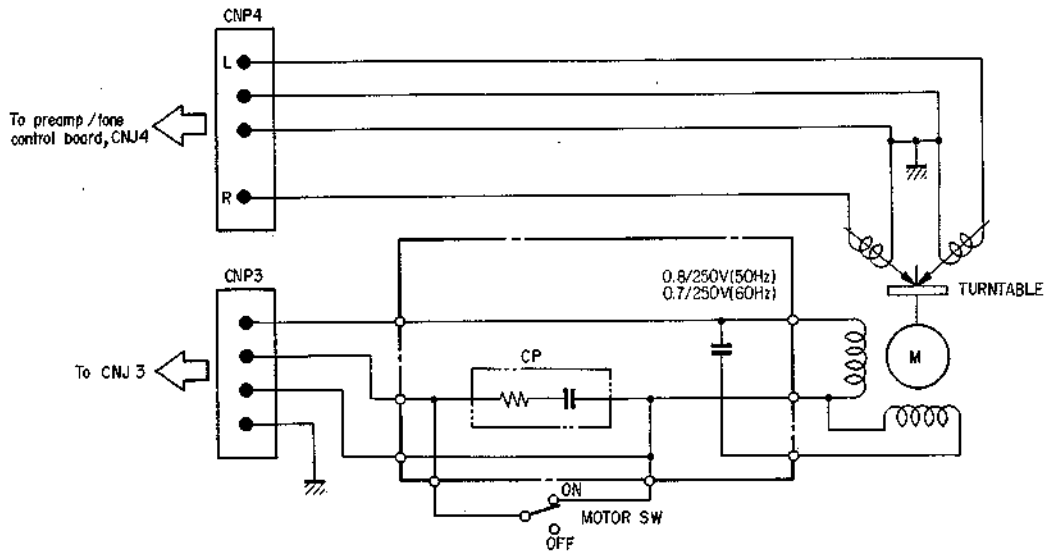 CNP4
L
To preamp/tone
control board, CNJ4
R
CNP3
0.8/250V(50Hz)
0.7/250V(60Hz)
TURNTABLE
M
To CNJ 3
CP
ON
MOTOR SW
OFF